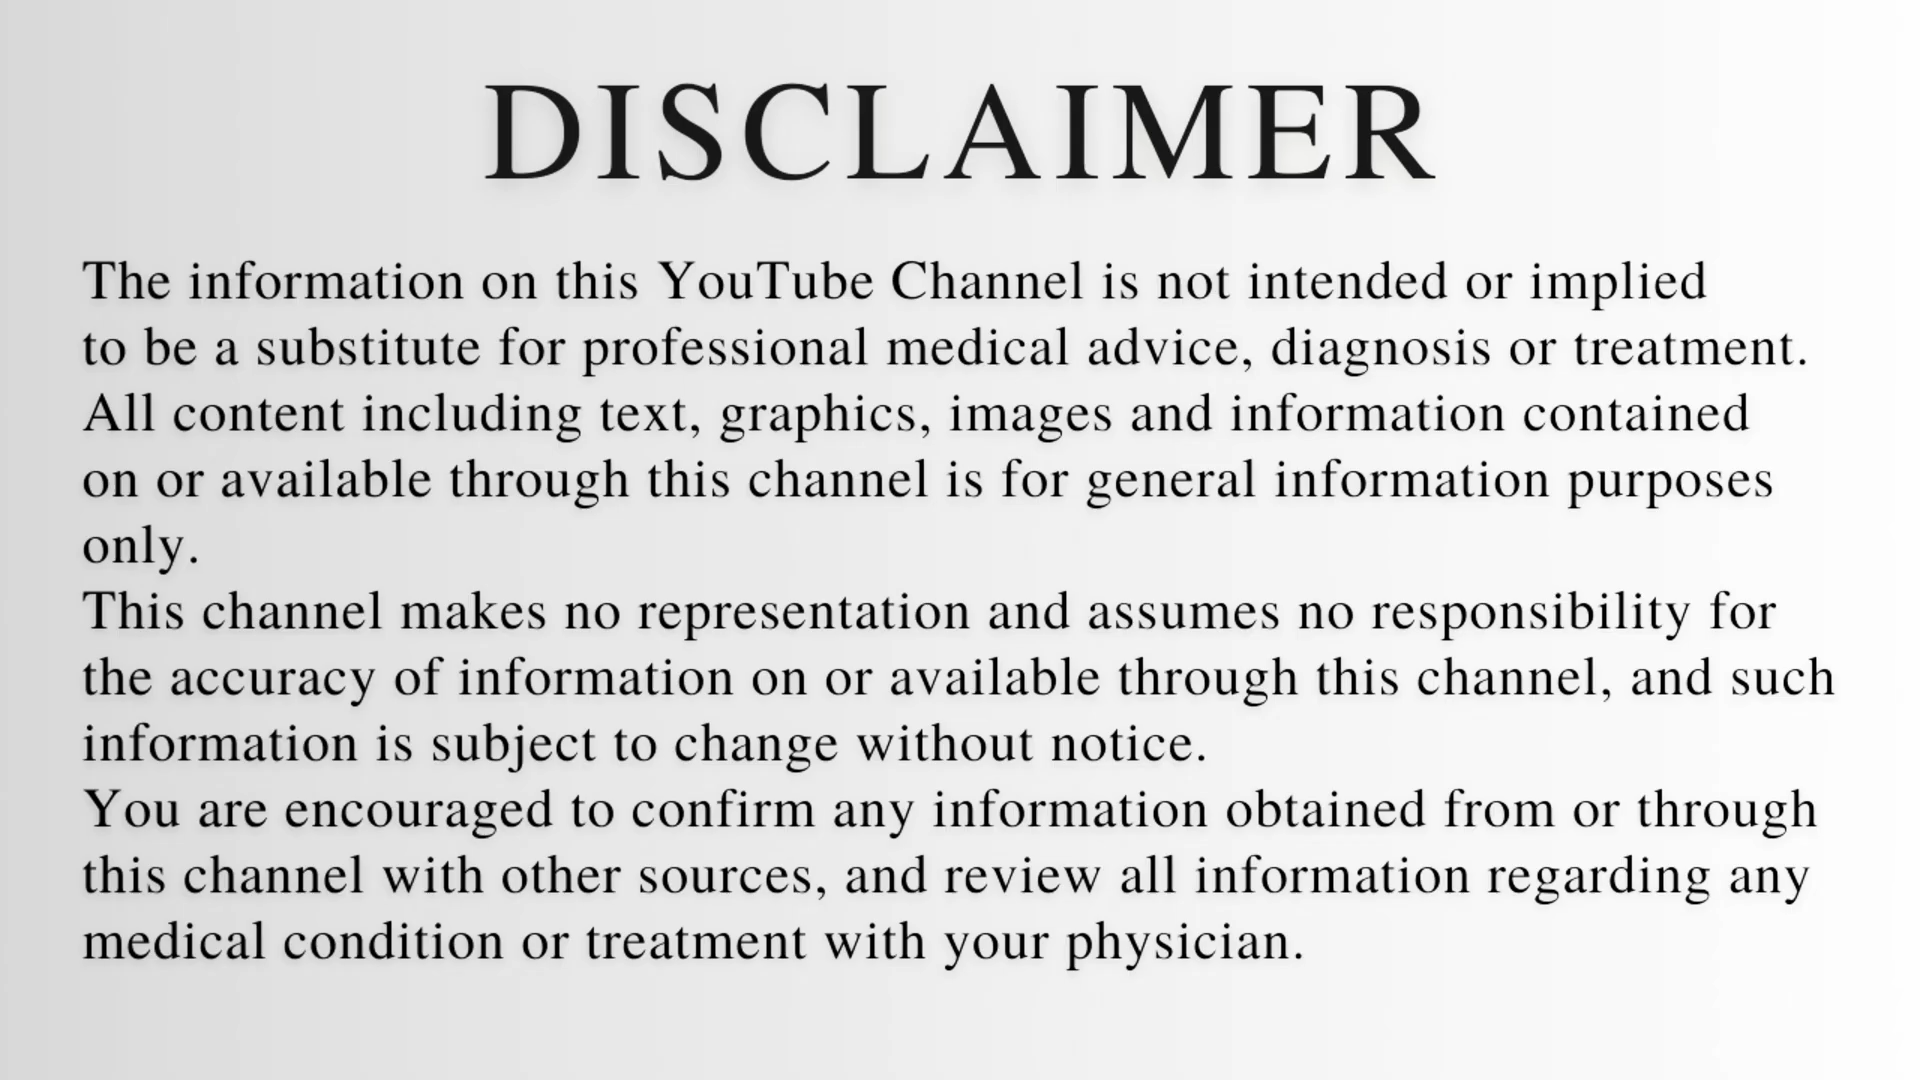 DISCLAIMER
The information on this YouTube Channel is not intended or implied
to be a substitute for professional medical advice, diagnosis or treatment.
All content including text, graphics, images and information contained
on or available through this channel is for general information purposes
only.
This channel makes no representation and assumes no responsibility for
the accuracy of information on or available through this channel, and such
information is subject to change without notice.
You are encouraged to confirm any information obtained from or through
this channel with other sources, and review all information regarding any
medical condition or treatment with your physician.